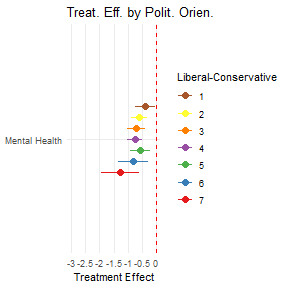 Treat. Eff. by Polit. Orien.
Liberal-Conservative
1
2
3
4
5
6
7
Mental Health
-3 -2.5 -2 -1.5 -1 -0.5 0
Treatment Effect